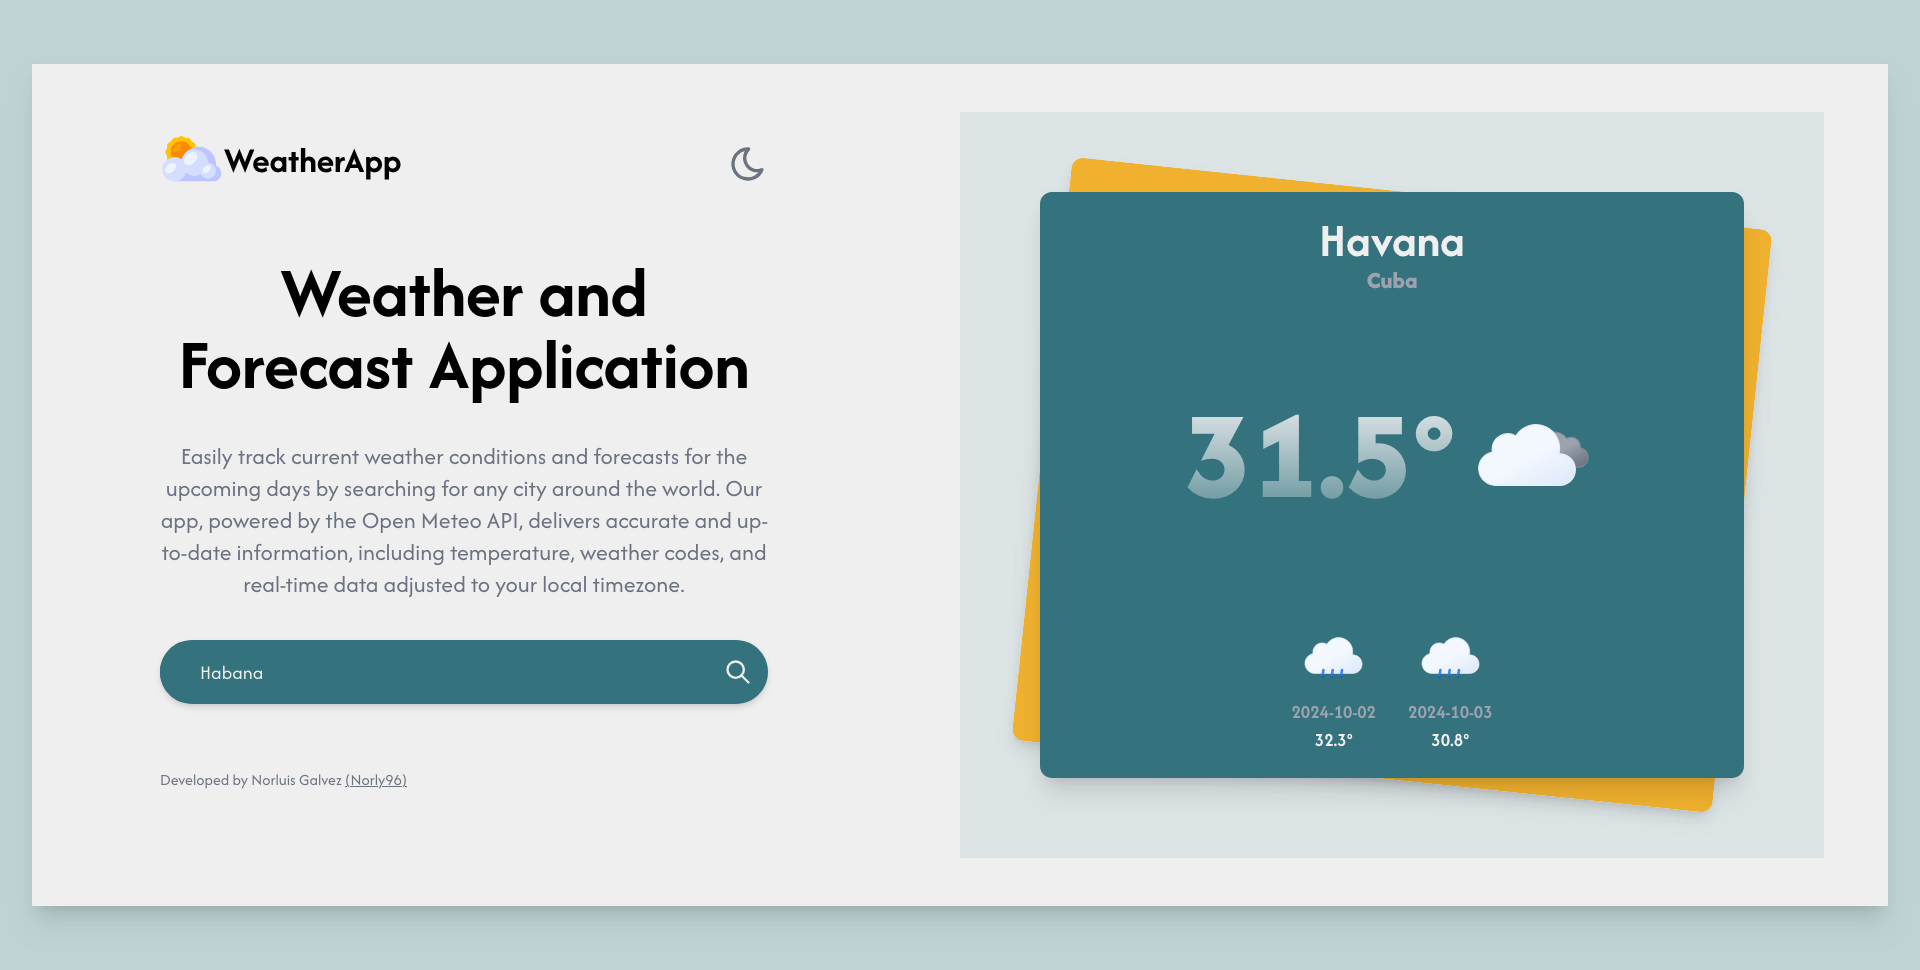 WeatherApp
Weather and
Forecast Application
Easily track current weather conditions and forecasts for the
upcoming days by searching for any city around the world. Our
app, powered by the Open Meteo API, delivers accurate and up-
to-date information, including temperature, weather codes, and
real-time data adjusted to your local timezone.
Habana
Developed by Norluis Galvez (Norly96)
Havana
Cuba
31.5°
2024-10-02 2024-10-03
32.3° 30.8°